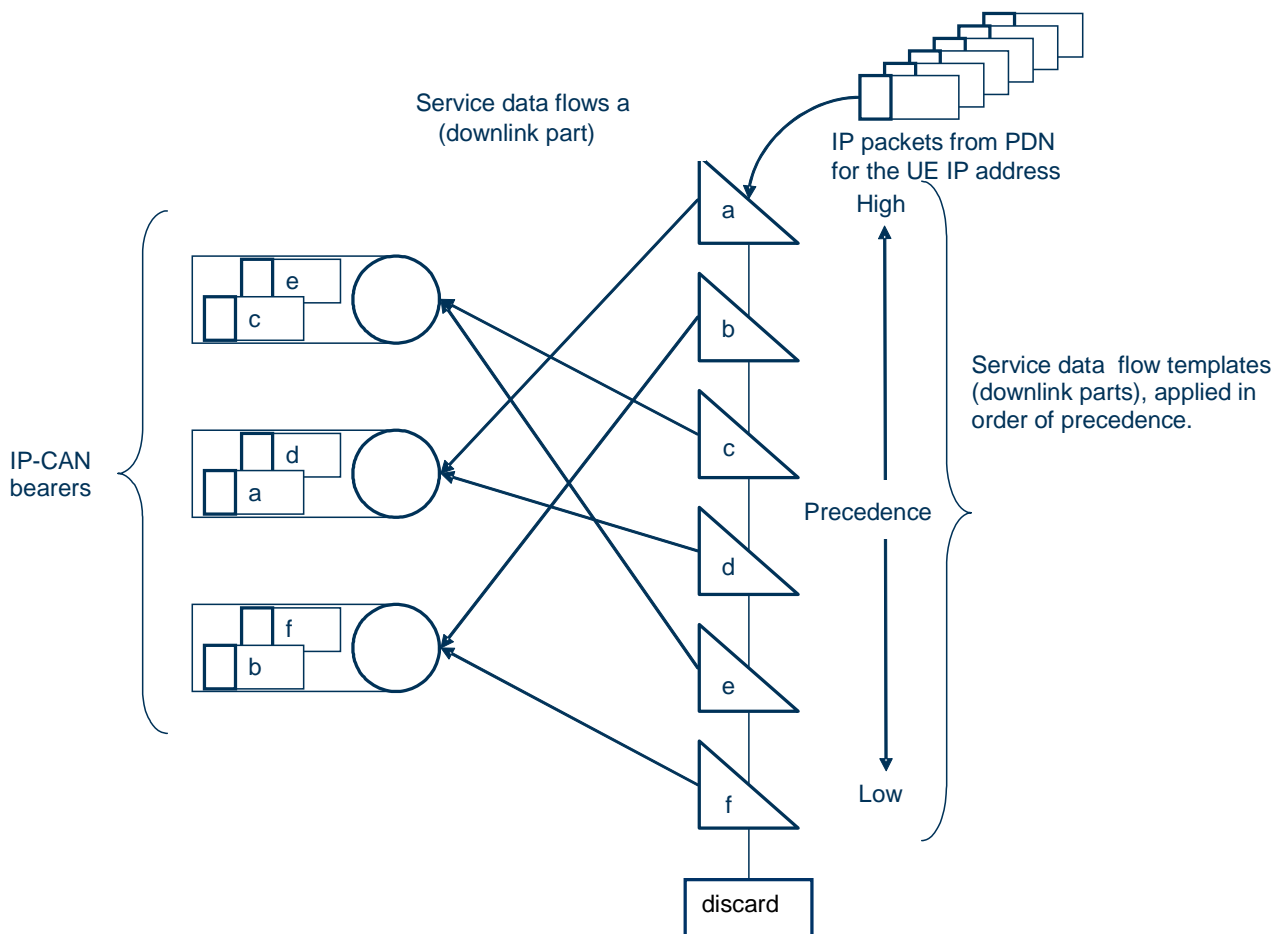 Service data flows a
(downlink part)
IP packets from PDN
for the UE IP address
High
a
e
c
b
Service data flow templates
(downlink parts), applied in
order of precedence.
c
IP-CAN
bearers
d
a
Precedence
d
f
b
e
Low
f
discard